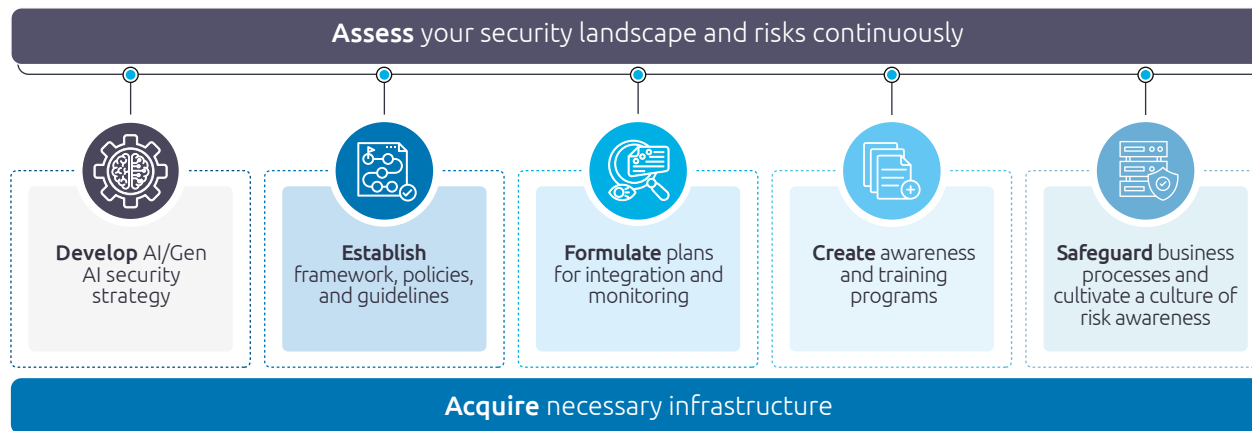 Assess your security landscape and risks continuously
Develop AI/Gen
AI security
strategy
Establish
framework, policies,
and guidelines
Formulate plans
for integration and
monitoring
Create awareness
and training
programs
Safeguard business
processes and
cultivate a culture of
risk awareness
Acquire necessary infrastructure